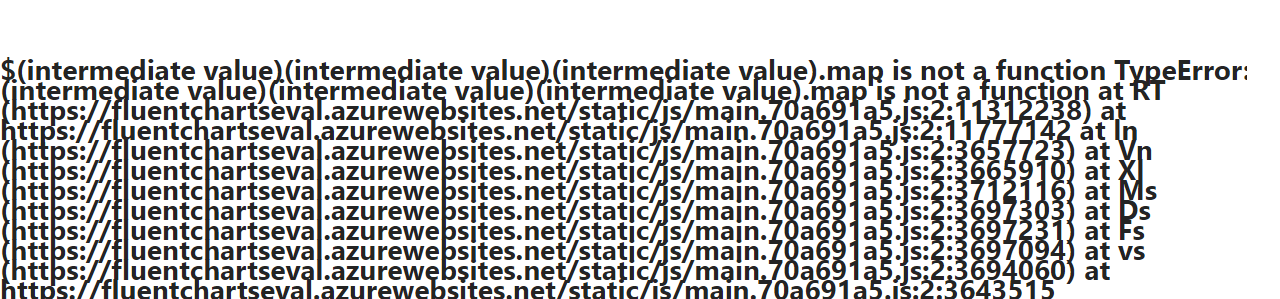 $(intermediate value)(intermediate value)(intermediate value).map is not a function TypeError:
(intermediate value)(intermediate value)(intermediate value).map is not a function at RT
(https://fluentchartseval.azurewebsites.net/static/js/main.70a691a5.js:2:11312238) at
https://fluentchartseval.azurewebsites.net/static/js/main.70a691a5.js:2:11777142 at In
(https://fluentchartseval.azurewebsites.net/static/js/main.70a691a5.js:2:3657723) at Vn
(https://fluentchartseval.azurewebsites.net/static/js/main.70a691a5.js:2:3665910) at Xl
(https://fluentchartseval.azurewebsites.net/static/js/main.70a691a5.js:2:3712116) at Ms
(https://fluentchartseval.azurewebsites.net/static/js/main.70a691a5.js:2:3697303) at Ds
(https://fluentchartseval.azurewebsites.net/static/js/main.70a691a5.js:2:3697231) at Fs
(https://fluentchartseval.azurewebsites.net/static/js/main.70a691a5.js:2:3697094) at vs
(https://fluentchartseval.azurewebsites.net/static/js/main.70a691a5.js:2:3694060) at
https://fluentchartseval.azurewebsites.net/static/js/main.70a691a5.js:2:3643515